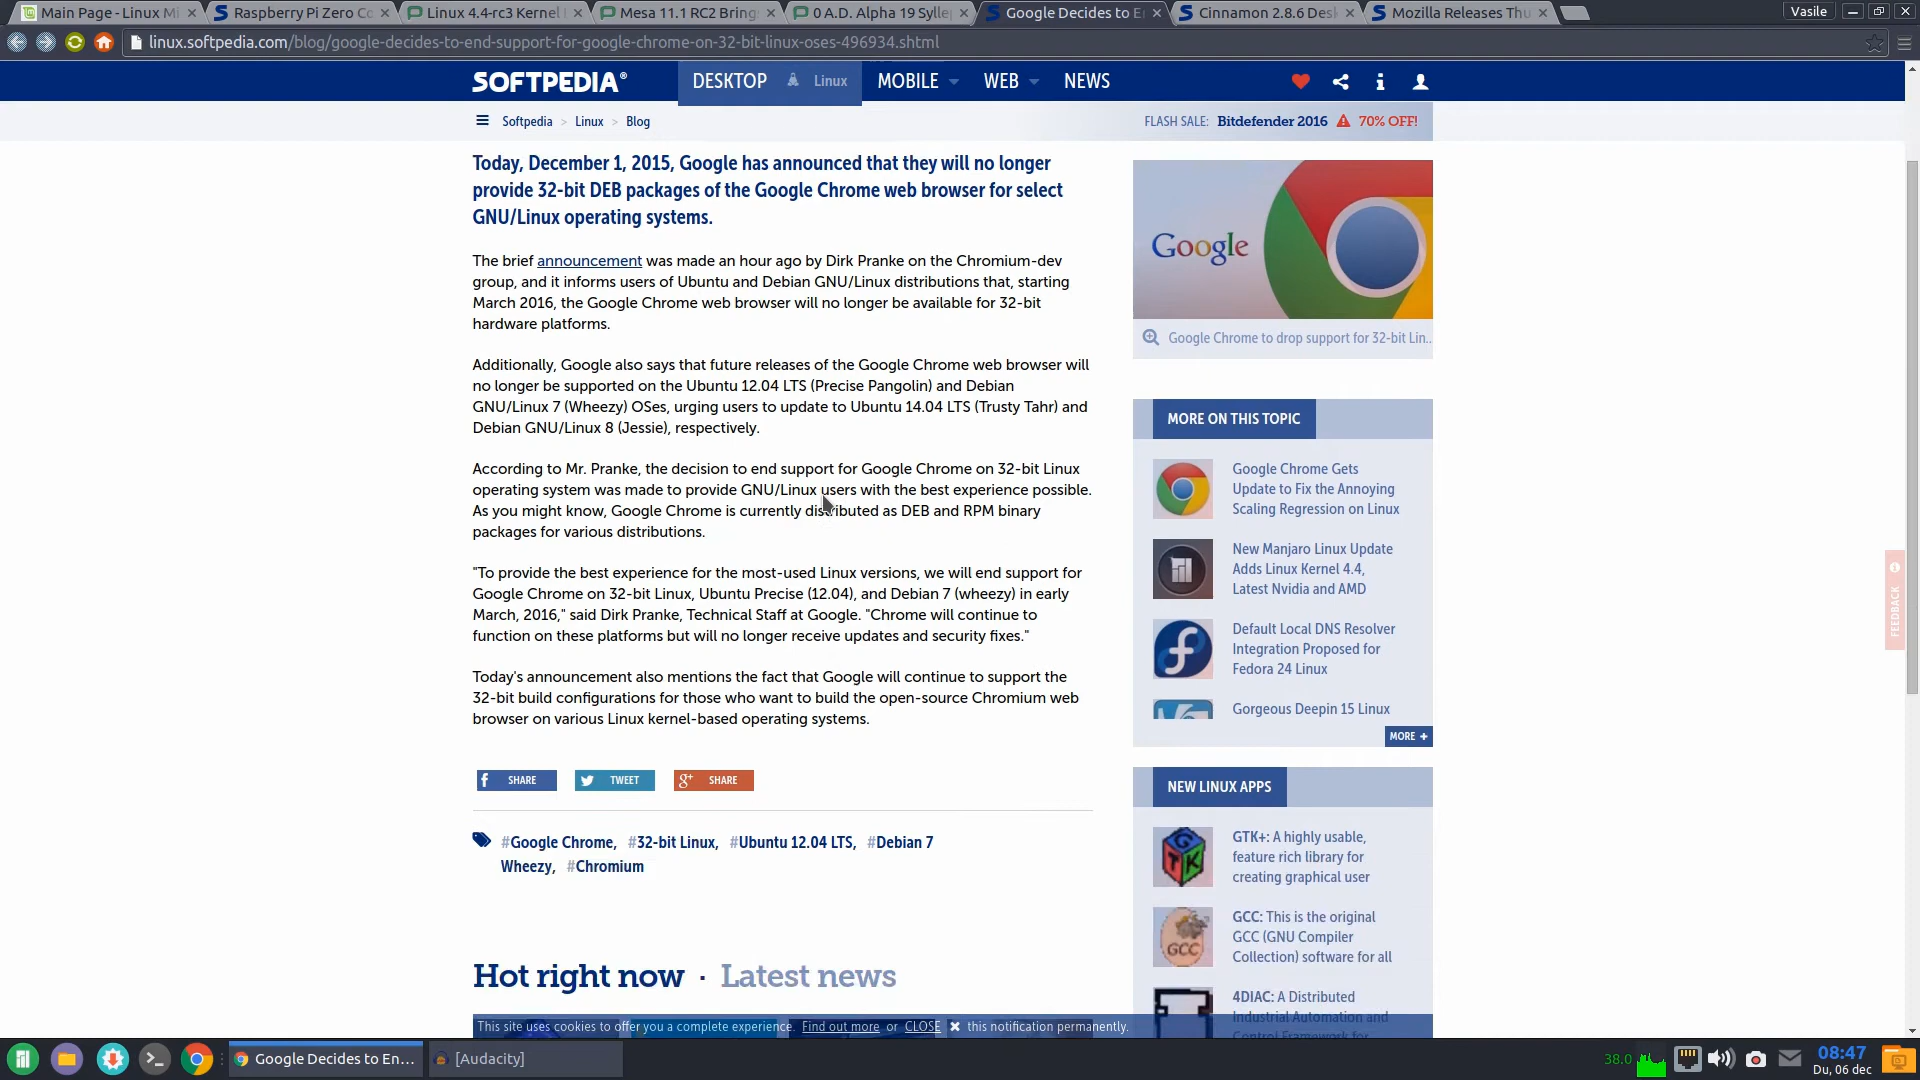 Main Page - Linux Mi
Raspberry Pi Zero Co
Linux 4.4-rc3 Kernel
Mesa 11.1 RC2 Bring
0 A.D. Alpha 19 Sylle
Google Decides to E
Cinnamon 2.8.6 Des
Mozilla Releases Thu
Vasile
linux.softpedia.com/blog/google-decides-to-end-support-for-google-chrome-on-32-bit-linux-oses-496934.shtml
SOFTPEDIA®
DESKTOP
Linux
MOBILE
WEB
NEWS
Softpedia > Linux > Blog
FLASH SALE: Bitdefender 2016 70% OFF!
Today, December 1, 2015, Google has announced that they will no longer
provide 32-bit DEB packages of the Google Chrome web browser for select
GNU/Linux operating systems.
The brief announcement was made an hour ago by Dirk Pranke on the Chromium-dev
group, and it informs users of Ubuntu and Debian GNU/Linux distributions that, starting
March 2016, the Google Chrome web browser will no longer be available for 32-bit
hardware platforms.
Additionally, Google also says that future releases of the Google Chrome web browser will
no longer be supported on the Ubuntu 12.04 LTS (Precise Pangolin) and Debian
GNU/Linux 7 (Wheezy) OSes, urging users to update to Ubuntu 14.04 LTS (Trusty Tahr) and
Debian GNU/Linux 8 (Jessie), respectively.
According to Mr. Pranke, the decision to end support for Google Chrome on 32-bit Linux
operating system was made to provide GNU/Linux users with the best experience possible.
As you might know, Google Chrome is currently distributed as DEB and RPM binary
packages for various distributions.
"To provide the best experience for the most-used Linux versions, we will end support for
Google Chrome on 32-bit Linux, Ubuntu Precise (12.04), and Debian 7 (wheezy) in early
March, 2016," said Dirk Pranke, Technical Staff at Google. "Chrome will continue to
function on these platforms but will no longer receive updates and security fixes."
Today's announcement also mentions the fact that Google will continue to support the
32-bit build configurations for those who want to build the open-source Chromium web
browser on various Linux kernel-based operating systems.
SHARE
TWEET
SHARE
#Google Chrome, #32-bit Linux, #Ubuntu 12.04 LTS, #Debian 7
Wheezy, #Chromium
Hot right now · Latest news
Google
Google Chrome to drop support for 32-bit Lin...
MORE ON THIS TOPIC
Google Chrome Gets
Update to Fix the Annoying
Scaling Regression on Linux
New Manjaro Linux Update
Adds Linux Kernel 4.4,
Latest Nvidia and AMD
Default Local DNS Resolver
Integration Proposed for
Fedora 24 Linux
Gorgeous Deepin 15 Linux
MORE +
NEW LINUX APPS
GTK+: A highly usable,
feature rich library for
creating graphical user
GCC: This is the original
GCC (GNU Compiler
Collection) software for all
4DIAC: A Distributed
Industrial Automation and
Control Framework for
GTK
GCC
FEEDBACK
This site uses cookies to offer you a complete experience. Find out more or CLOSE ✖ this notification permanently.
Google Decides to En...
[Audacity]
38.0
08:47
Du, 06 dec